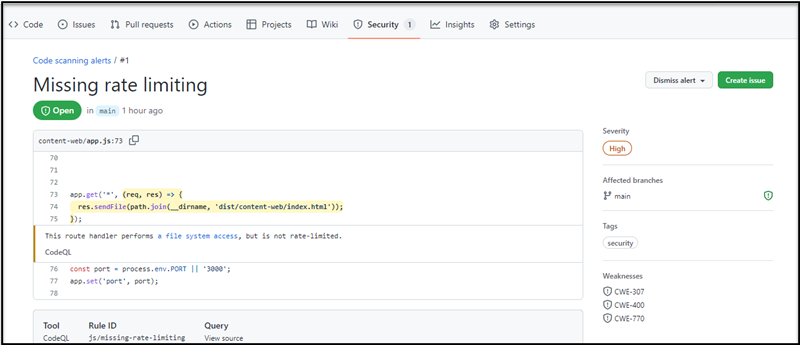 <> Code Issues Pull requests Actions Projects Wiki Security 1 Insights Settings
Code scanning alerts / #1
Missing rate limiting
Dismiss alert Create issue
Open in main 1 hour ago
content-web/app.js:73
70
71
72
73 app.get('*', (req, res) => {
74 res.sendFile(path.join(__dirname, 'dist/content-web/index.html'));
75 });
This route handler performs a file system access, but is not rate-limited.
CodeQL
76 const port = process.env.PORT || '3000';
77 app.set('port', port);
78
Tool Rule ID Query
CodeQL js/missing-rate-limiting View source
Severity
High
Affected branches
main
Tags
security
Weaknesses
CWE-307
CWE-400
CWE-770